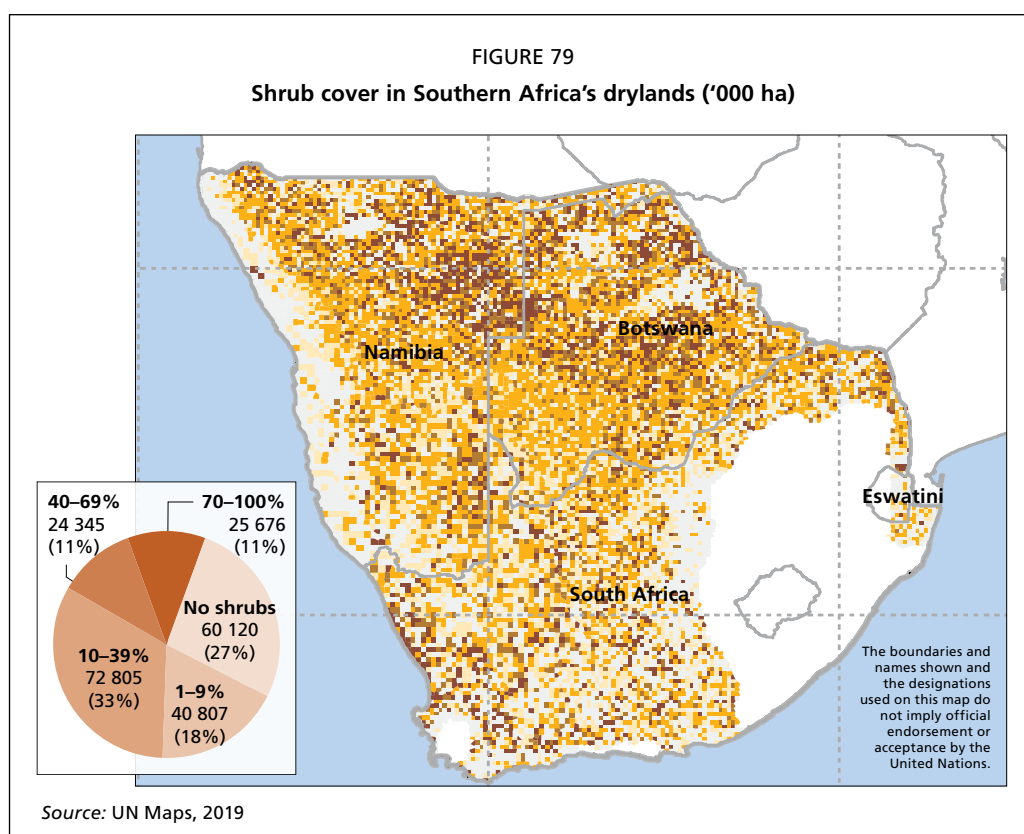 FIGURE 79
Shrub cover in Southern Africa's drylands ('000 ha)
Botswana
Namibia
Eswatini
South Africa
40–69%
24 345
(11%)
70–100%
25 676
(11%)
No shrubs
60 120
(27%)
10–39%
72 805
(33%)
1–9%
40 807
(18%)
The boundaries and
names shown and
the designations
used on this map do
not imply official
endorsement or
acceptance by the
United Nations.
Source: UN Maps, 2019